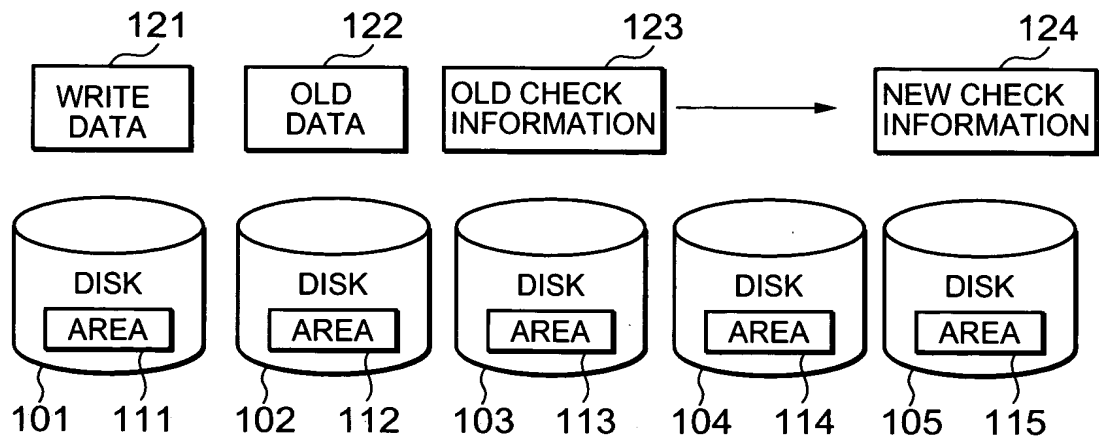 121 122 123 124
WRITE DATA OLD DATA OLD CHECK INFORMATION NEW CHECK INFORMATION
DISK DISK DISK DISK DISK
AREA AREA AREA AREA AREA
101 111 102 112 103 113 104 114 105 115